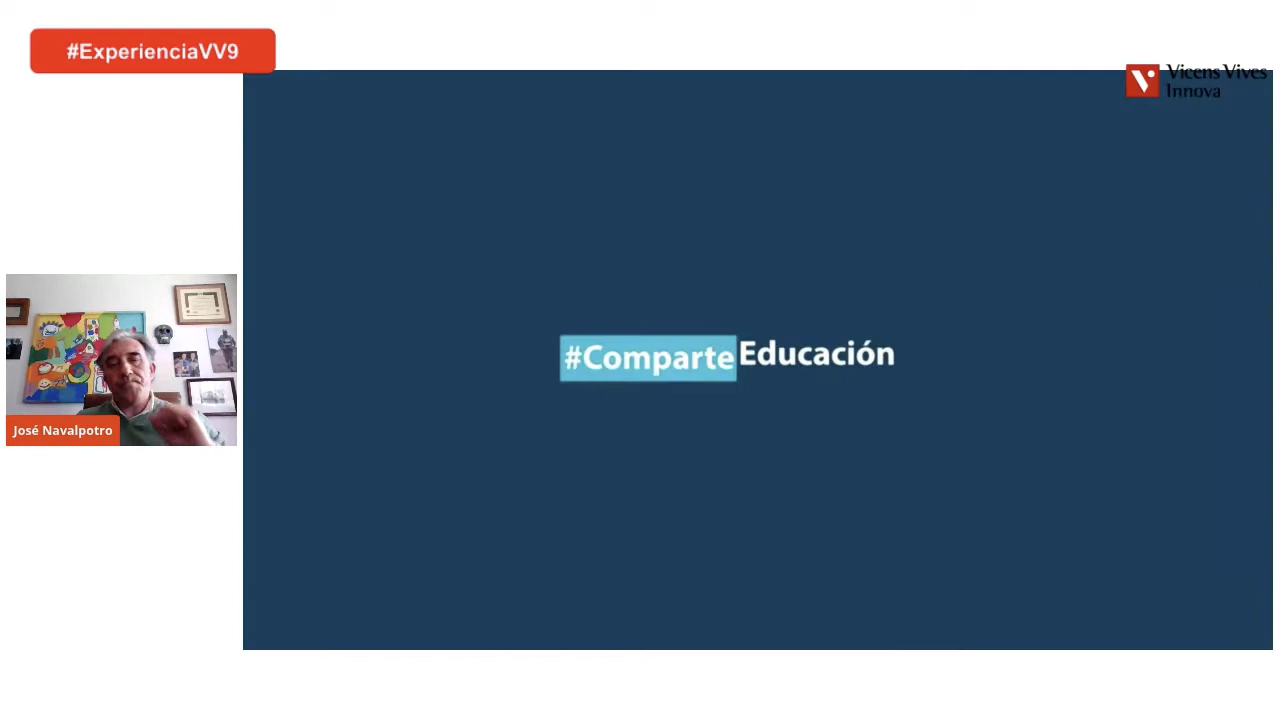 #ExperienciaVV9
Vicens Vives
Innova
#ComparteEducación
José Navalpotro